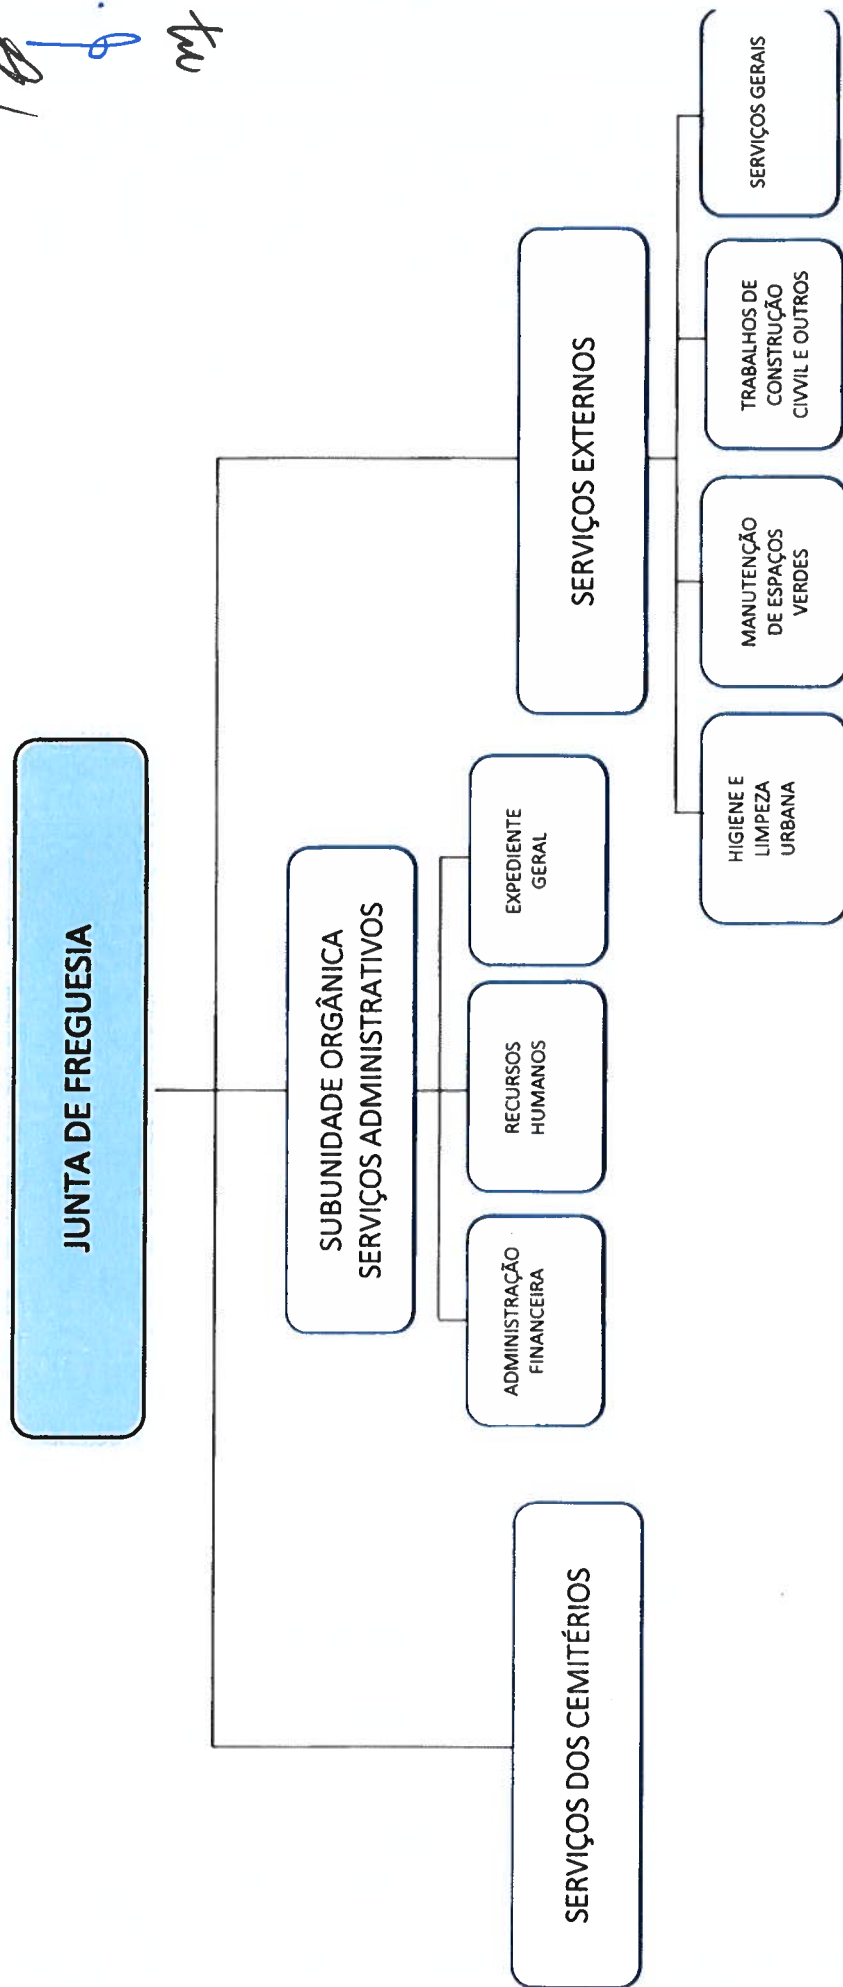 JUNTA DE FREGUESIA
SUBUNIDADE ORGÂNICA
SERVIÇOS ADMINISTRATIVOS
SERVIÇOS DOS CEMITÉRIOS
ADMINISTRAÇÃO
FINANCEIRA
RECURSOS
HUMANOS
EXPEDIENTE
GERAL
SERVIÇOS EXTERNOS
HIGIENE E
LIMPEZA
URBANA
MANUTENÇÃO
DE ESPAÇOS
VERDES
TRABALHOS DE
CONSTRUÇÃO
CIVVIL E OUTROS
SERVIÇOS GERAIS